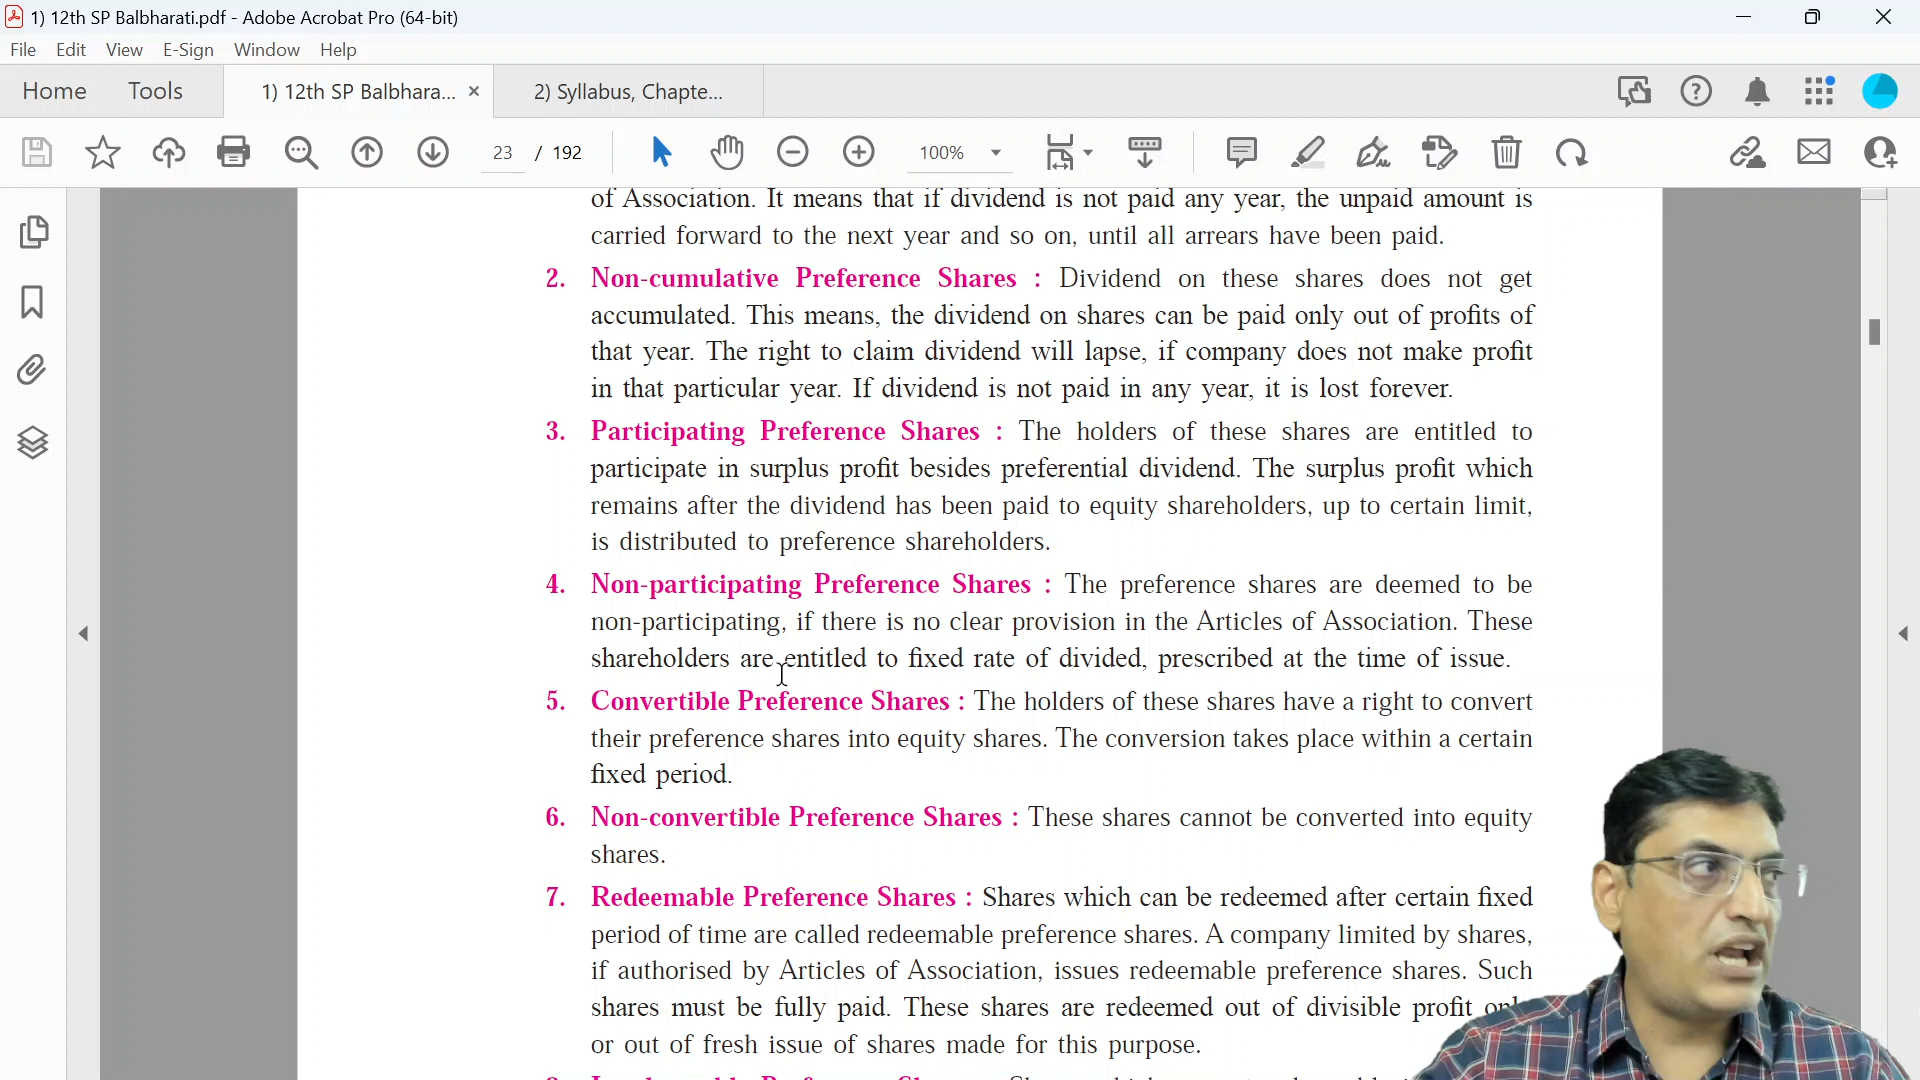 1) 12th SP Balbharati.pdf - Adobe Acrobat Pro (64-bit)
File Edit View E-Sign Window Help
Home Tools 1) 12th SP Balbhara... × 2) Syllabus, Chapte...
23 / 192 100%
of Association. It means that if dividend is not paid any year, the unpaid amount is
carried forward to the next year and so on, until all arrears have been paid.
2. Non-cumulative Preference Shares : Dividend on these shares does not get
accumulated. This means, the dividend on shares can be paid only out of profits of
that year. The right to claim dividend will lapse, if company does not make profit
in that particular year. If dividend is not paid in any year, it is lost forever.
3. Participating Preference Shares : The holders of these shares are entitled to
participate in surplus profit besides preferential dividend. The surplus profit which
remains after the dividend has been paid to equity shareholders, up to certain limit,
is distributed to preference shareholders.
4. Non-participating Preference Shares : The preference shares are deemed to be
non-participating, if there is no clear provision in the Articles of Association. These
shareholders are entitled to fixed rate of divided, prescribed at the time of issue.
5. Convertible Preference Shares : The holders of these shares have a right to convert
their preference shares into equity shares. The conversion takes place within a certain
fixed period.
6. Non-convertible Preference Shares : These shares cannot be converted into equity
shares.
7. Redeemable Preference Shares : Shares which can be redeemed after certain fixed
period of time are called redeemable preference shares. A company limited by shares,
if authorised by Articles of Association, issues redeemable preference shares. Such
shares must be fully paid. These shares are redeemed out of divisible profit only
or out of fresh issue of shares made for this purpose.